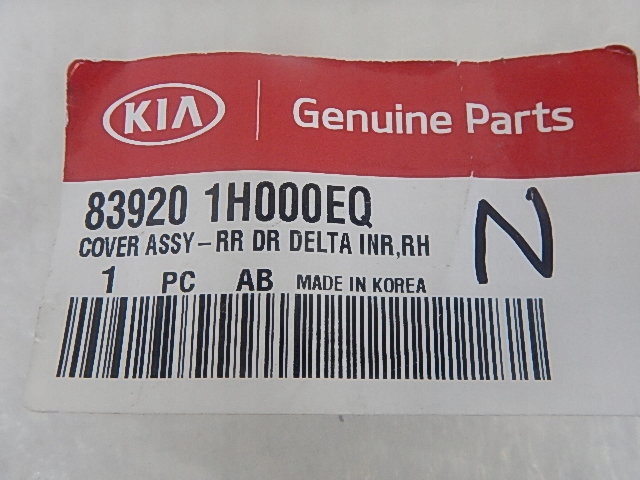 KIA Genuine Parts
83920 1H000EQ
COVER ASSY-RR DR DELTA INR,RH
1 PC AB MADE IN KOREA
N